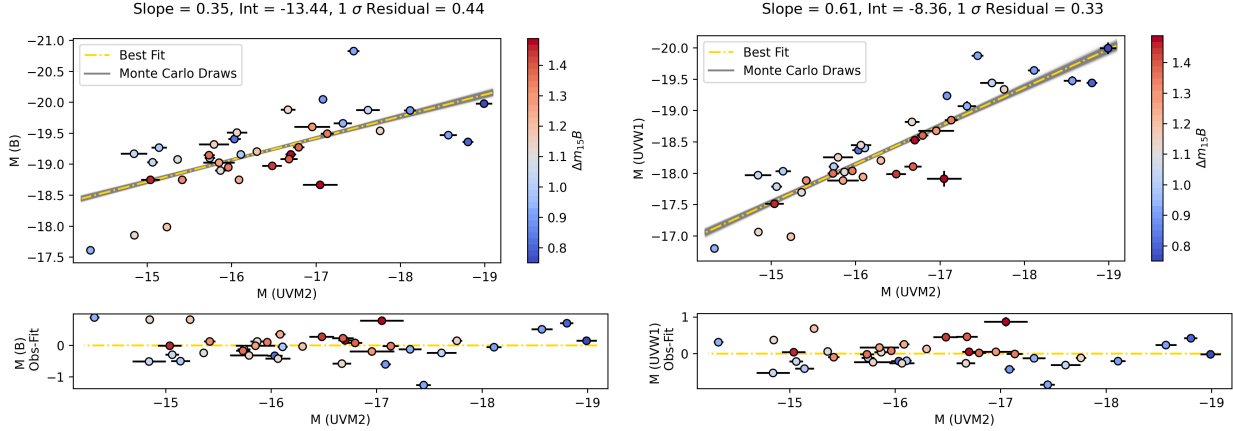 Slope = 0.35, Int = -13.44, 1 σ Residual = 0.44
−21.0
−20.5
−20.0
−19.5
−19.0
−18.5
−18.0
−17.5
M (B)
Best Fit
Monte Carlo Draws
−15 −16 −17 −18 −19
M (UVM2)
1.4
1.3
1.2
1.1
1.0
0.9
0.8
Δm₁₅B
0
−1
M (B)
Obs-Fit
−15 −16 −17 −18 −19
M (UVM2)
Slope = 0.61, Int = -8.36, 1 σ Residual = 0.33
−20.0
−19.5
−19.0
−18.5
−18.0
−17.5
−17.0
M (UVW1)
Best Fit
Monte Carlo Draws
−15 −16 −17 −18 −19
M (UVM2)
1.4
1.3
1.2
1.1
1.0
0.9
0.8
Δm₁₅B
1
0
M (UVW1)
Obs-Fit
−15 −16 −17 −18 −19
M (UVM2)